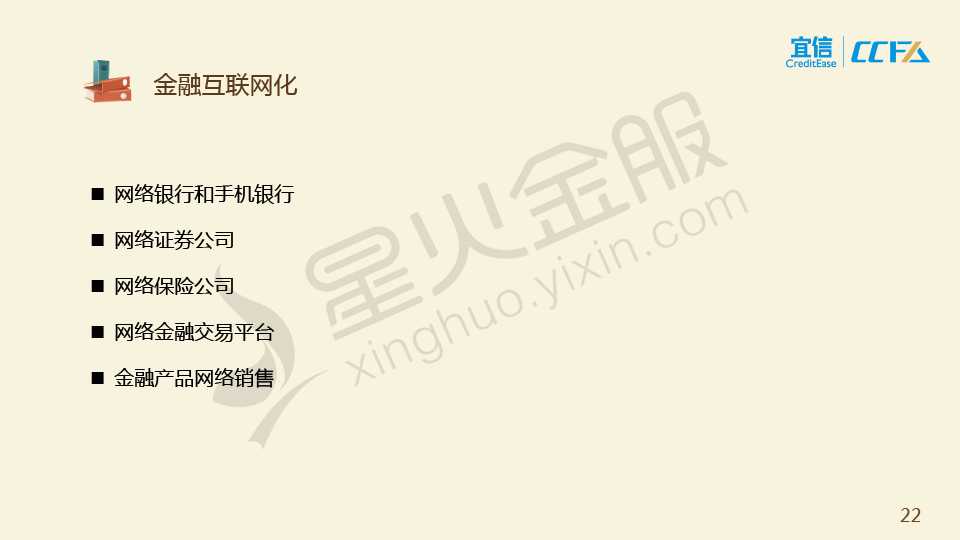 宜信
CreditEase
CCFA
金融互联网化
网络银行和手机银行
网络证券公司
网络保险公司
网络金融交易平台
金融产品网络销售
星火金服
xinghuo.yixin.com
22